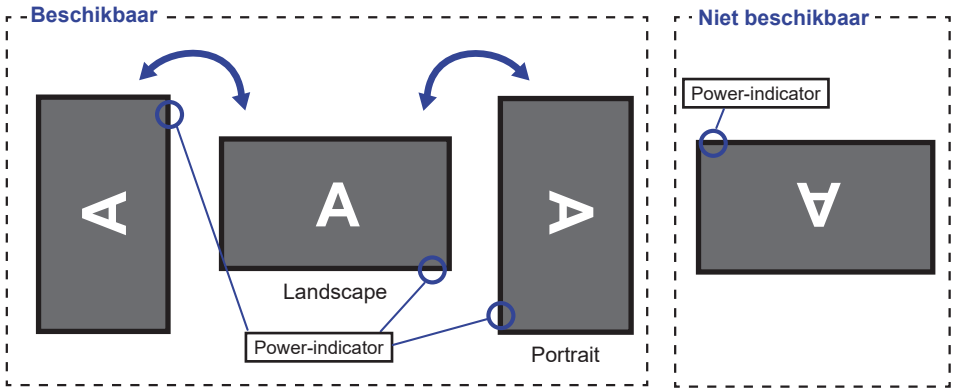 Beschikbaar
A
A
A
Landscape
Power-indicator
Portrait
Niet beschikbaar
Power-indicator
A